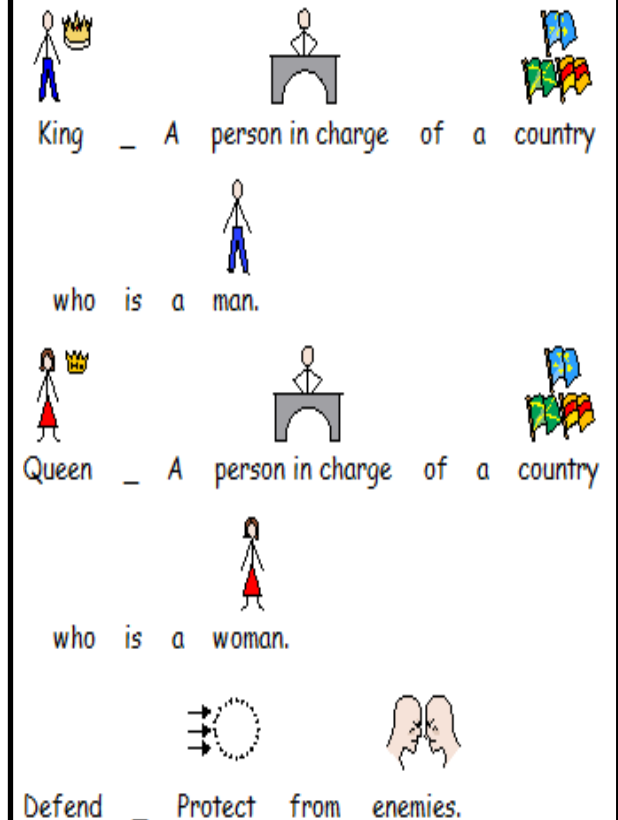 King _ A person in charge of a country
who is a man.
Queen _ A person in charge of a country
who is a woman.
Defend _ Protect from enemies.